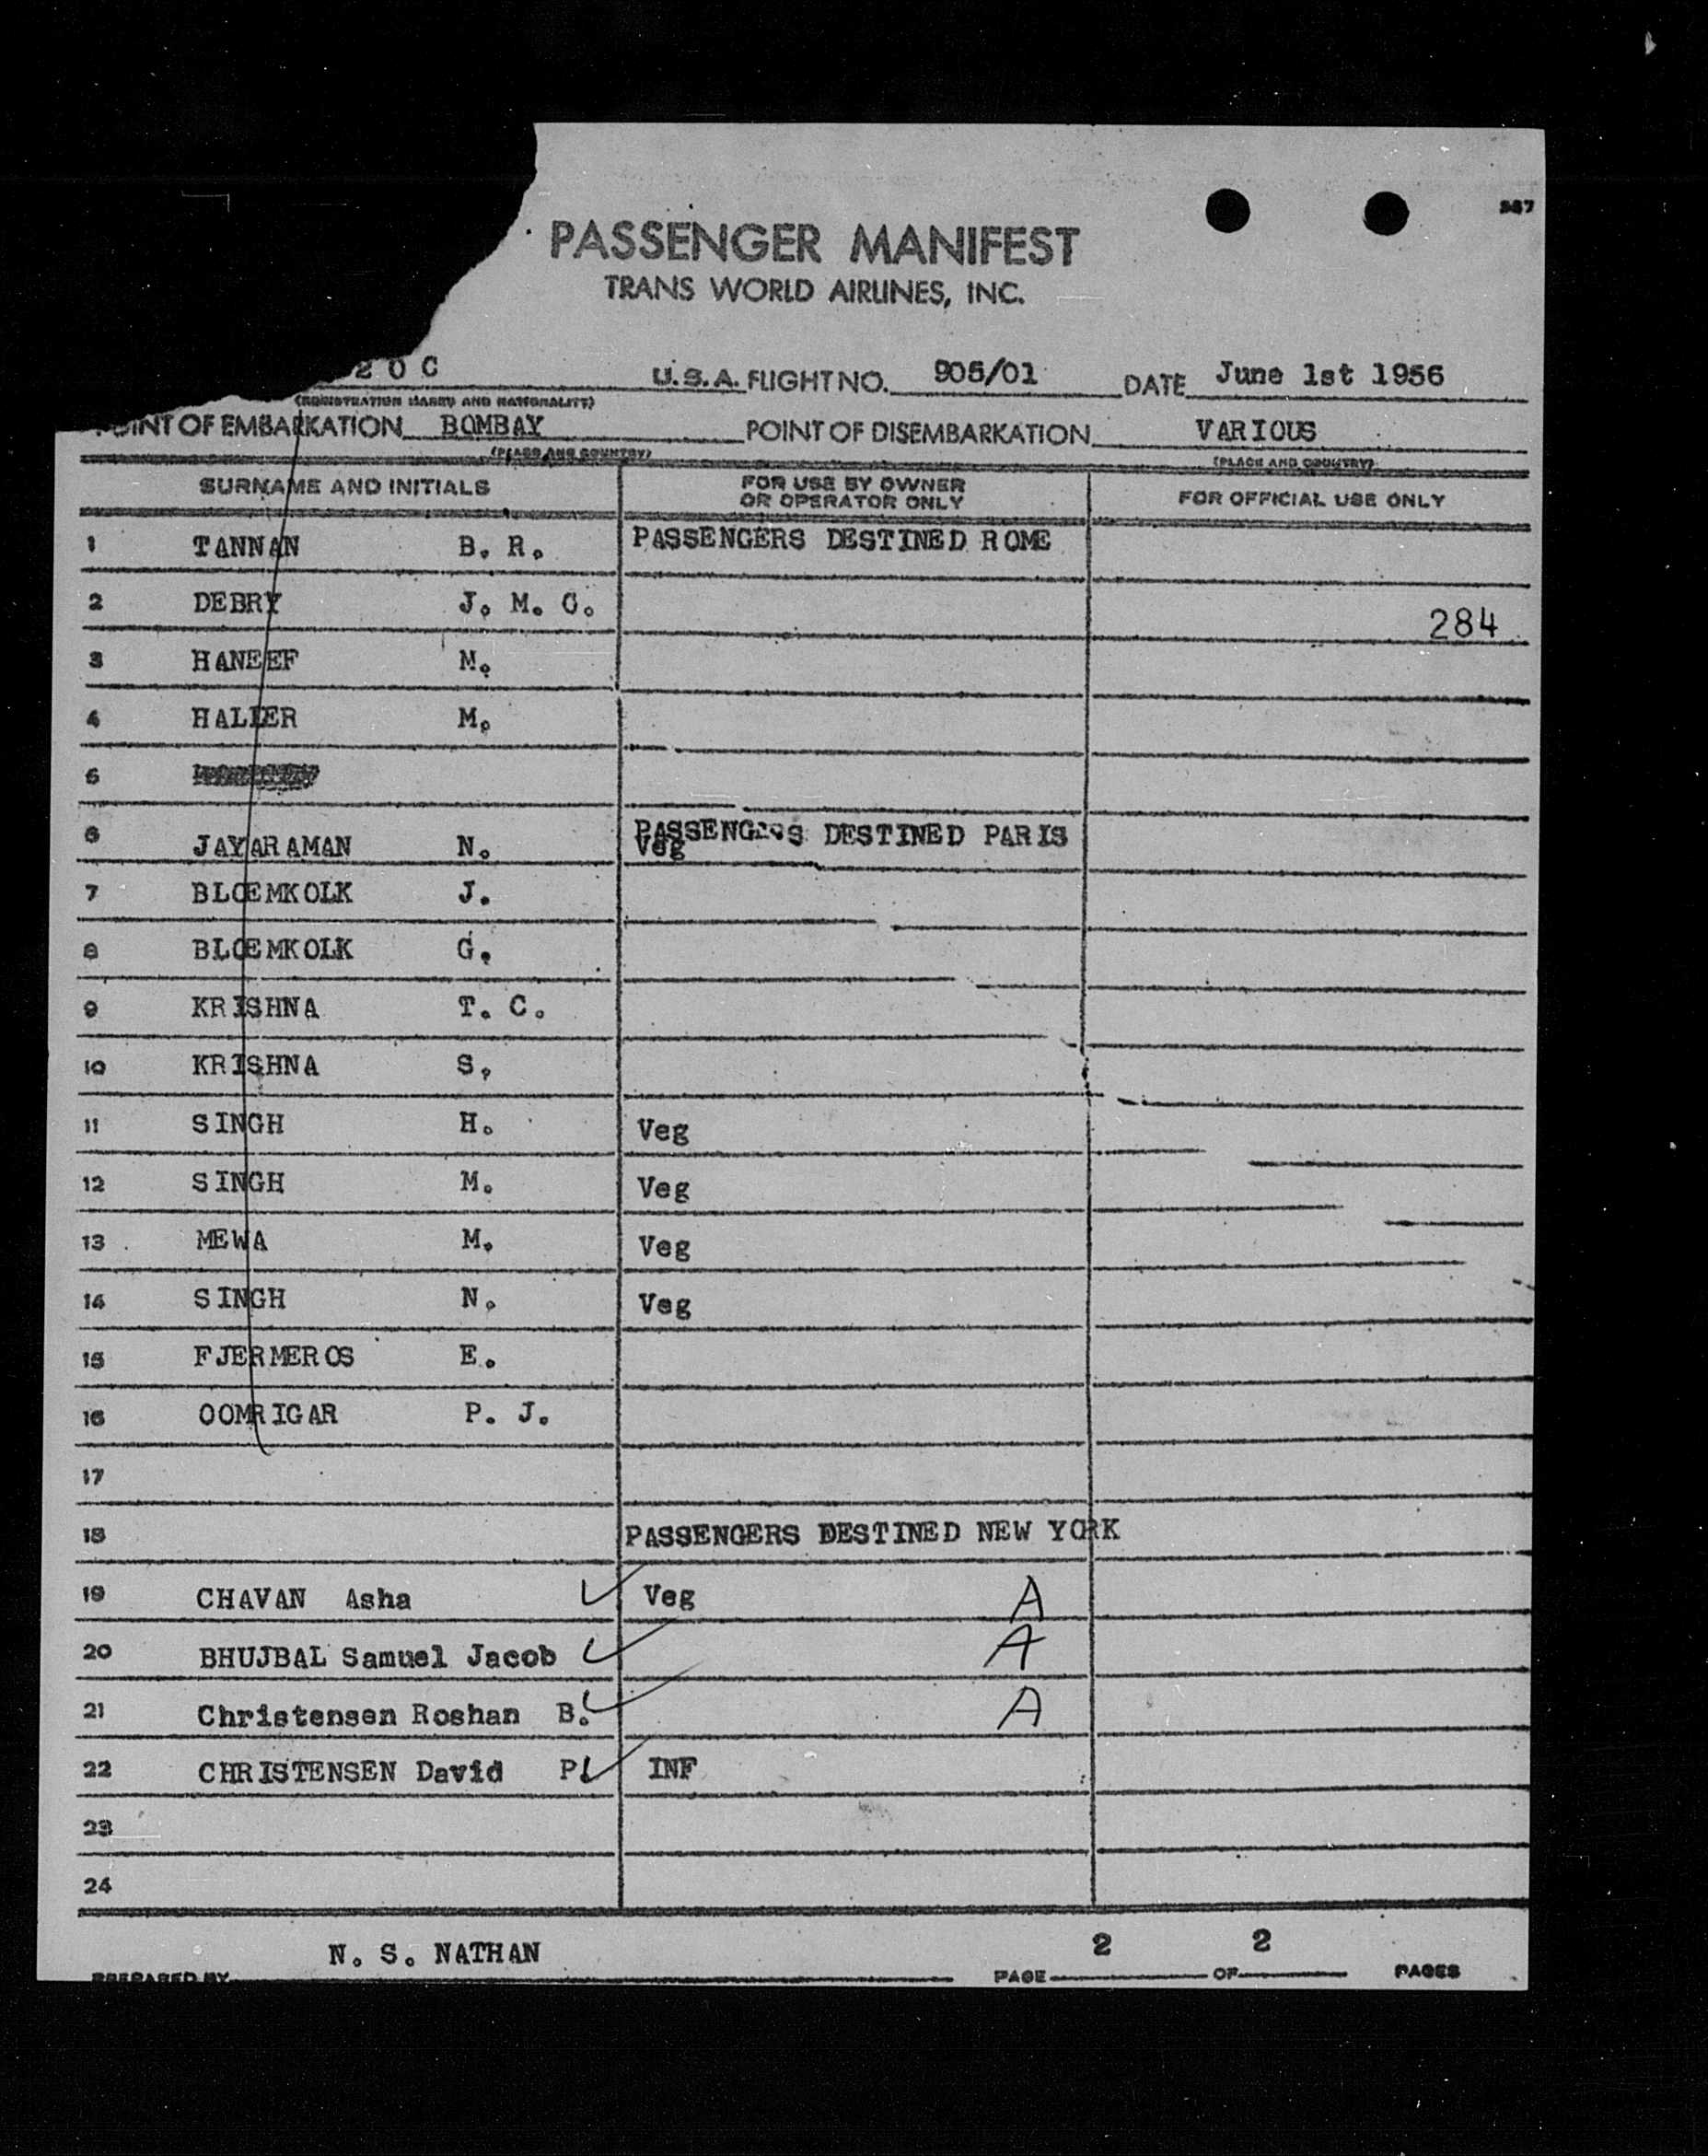 PASSENGER MANIFEST
TRANS WORLD AIRLINES, INC.
20C U.S.A. FLIGHT NO. 905/01 DATE June 1st 1956
(REGISTRATION MARKS AND NATIONALITY)
POINT OF EMBARKATION BOMBAY POINT OF DISEMBARKATION VARIOUS
(PLACE AND COUNTRY) (PLACE AND COUNTRY)
SURNAME AND INITIALS FOR USE BY OWNER OR OPERATOR ONLY FOR OFFICIAL USE ONLY
1 TANNAN B. R. PASSENGERS DESTINED ROME
2 DEBRY J. M. G. 284
3 HANEEF M.
4 HALIER M.
5
6 JAYARAMAN N. PASSENGERS DESTINED PARIS
Veg
7 BLOEMKOLK J.
8 BLOEMKOLK G.
9 KRISHNA T. C.
10 KRISHNA S.
11 SINGH H. Veg
12 SINGH M. Veg
13 MEWA M. Veg
14 SINGH N. Veg
15 FJERMEROS E.
16 OOMRIGAR P. J.
17
18 PASSENGERS DESTINED NEW YORK
19 CHAVAN Asha Veg A
20 BHUJBAL Samuel Jacob A
21 Christensen Roshan B. A
22 CHRISTENSEN David P. INF
23
24
N. S. NATHAN 2 2
PREPARED BY PAGE OF PAGES